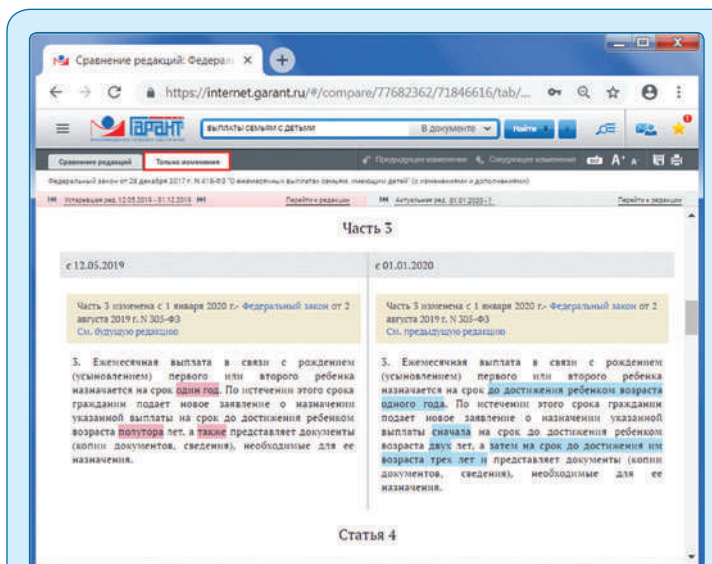 Сравнение редакций: Федерал
https://internet.garant.ru/#/compare/77682362/71846616/tab/...
ГАРАНТ
выплаты семьям с детьми
В документе
Найти
Сравнение редакций
Только изменения
Предыдущее изменение
Следующее изменение
Федеральный закон от 28 декабря 2017 г. N 418-ФЗ "О ежемесячных выплатах семьям, имеющим детей" (с изменениями и дополнениями)
Устаревшая ред. 12.05.2019 - 31.12.2019
Перейти к редакции
Актуальная ред. 01.01.2020 - ?
Перейти к редакции
Часть 3
с 12.05.2019
Часть 3 изменена с 1 января 2020 г.- Федеральный закон от 2
августа 2019 г. N 305-ФЗ
См. будущую редакцию
3. Ежемесячная выплата в связи с рождением
(усыновлением) первого или второго ребенка
назначается на срок один год. По истечении этого срока
гражданин подает новое заявление о назначении
указанной выплаты на срок до достижения ребенком
возраста полутора лет, а также представляет документы
(копии документов, сведения), необходимые для ее
назначения.
с 01.01.2020
Часть 3 изменена с 1 января 2020 г.- Федеральный закон от 2
августа 2019 г. N 305-ФЗ
См. предыдущую редакцию
3. Ежемесячная выплата в связи с рождением
(усыновлением) первого или второго ребенка
назначается на срок до достижения ребенком возраста
одного года. По истечении этого срока гражданин
подает новое заявление о назначении указанной
выплаты сначала на срок до достижения ребенком
возраста двух лет, а затем на срок до достижения им
возраста трех лет и представляет документы (копии
документов, сведения), необходимые для ее
назначения.
Статья 4